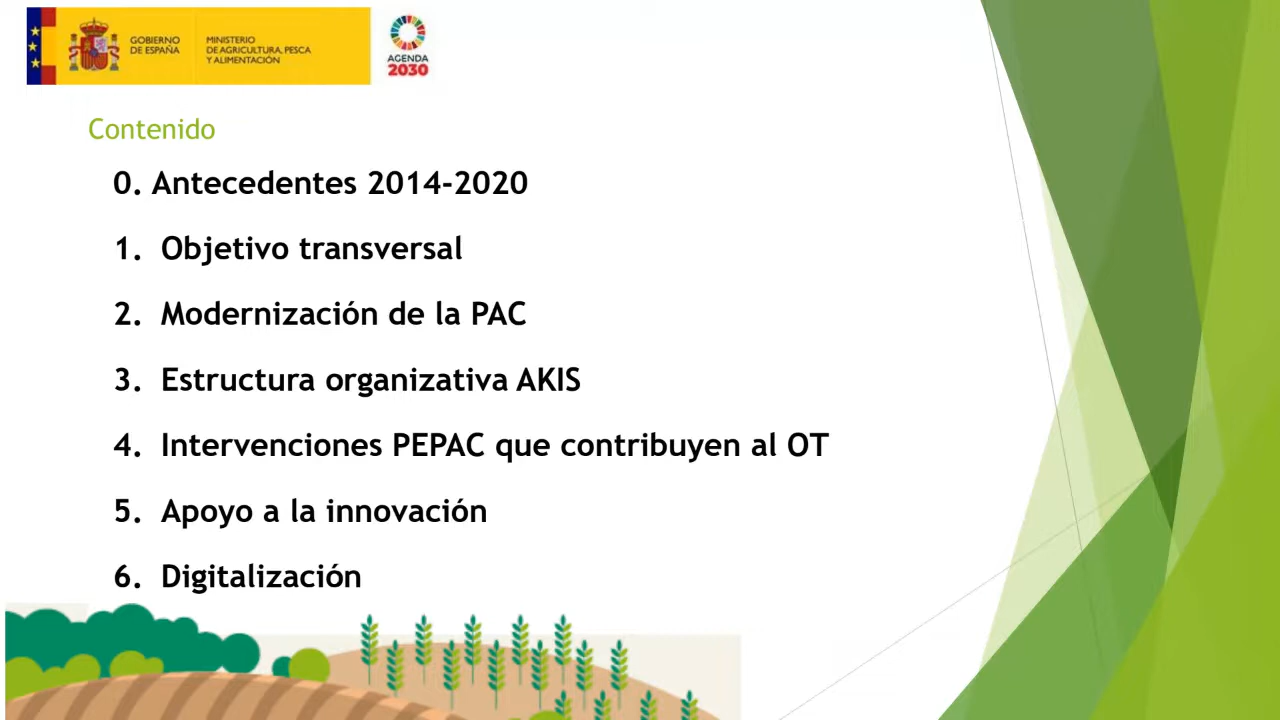 GOBIERNO
DE ESPAÑA
MINISTERIO
DE AGRICULTURA, PESCA
Y ALIMENTACIÓN
AGENDA
2030
Contenido
0. Antecedentes 2014-2020
1. Objetivo transversal
2. Modernización de la PAC
3. Estructura organizativa AKIS
4. Intervenciones PEPAC que contribuyen al OT
5. Apoyo a la innovación
6. Digitalización